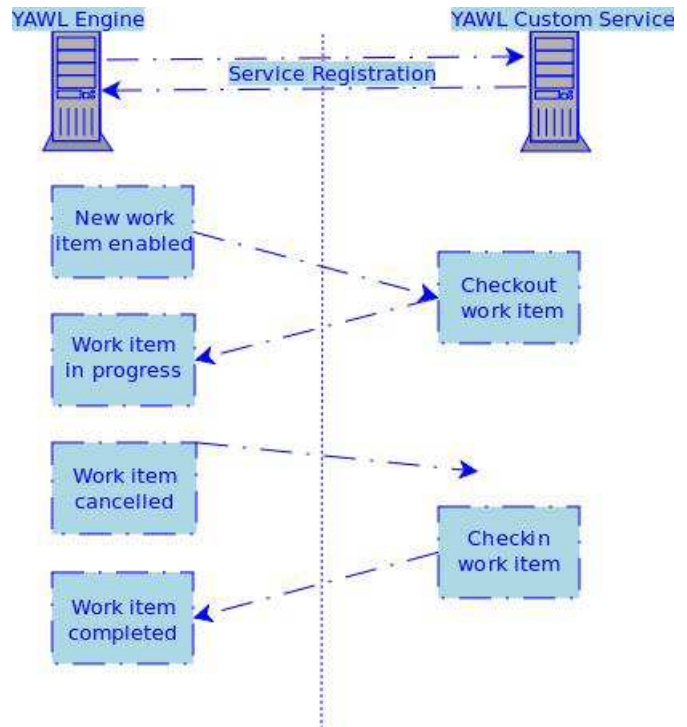 YAWL Engine
YAWL Custom Service
Service Registration
New work
item enabled
Checkout
work item
Work item
in progress
Work item
cancelled
Checkin
work item
Work item
completed